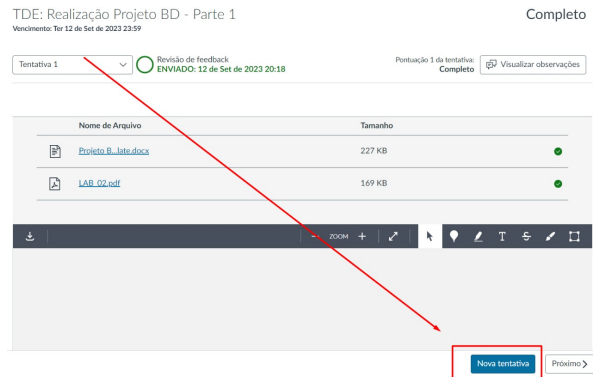 TDE: Realização Projeto BD - Parte 1
Completo
Vencimento: Ter 12 de Set de 2023 23:59
Tentativa 1
Revisão de feedback
ENVIADO: 12 de Set de 2023 20:18
Pontuação 1 da tentativa:
Completo
Visualizar observações
Nome de Arquivo
Tamanho
Projeto B...late.docx
227 KB
LAB_02.pdf
169 KB
ZOOM
T
S
Nova tentativa
Próximo